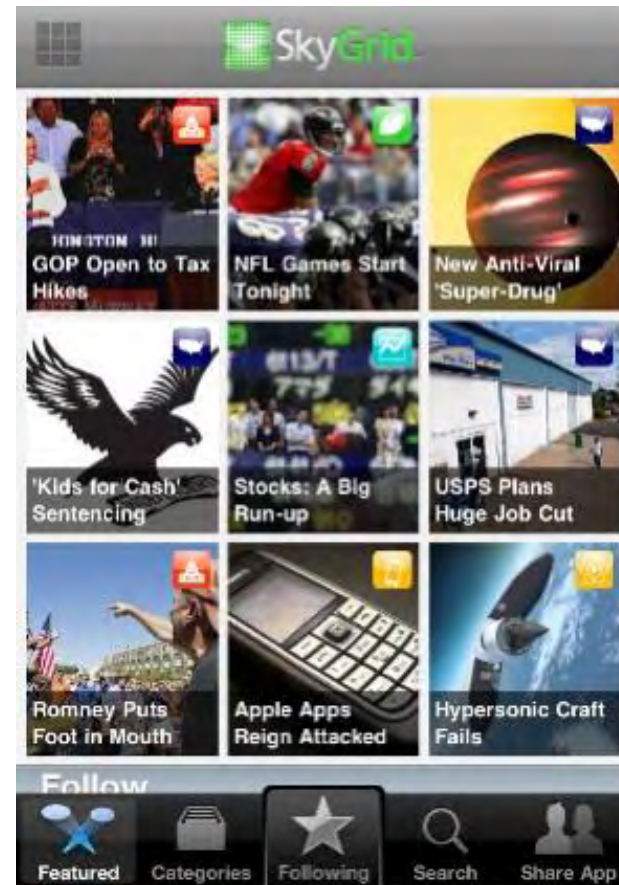 SkyGrid
GOP Open to Tax
Hikes
NFL Games Start
Tonight
New Anti-Viral
'Super-Drug'
'Kids for Cash'
Sentencing
Stocks: A Big
Run-up
USPS Plans
Huge Job Cut
Romney Puts
Foot in Mouth
Apple Apps
Reign Attacked
Hypersonic Craft
Fails
Follow
Featured
Categories
Following
Search
Share App